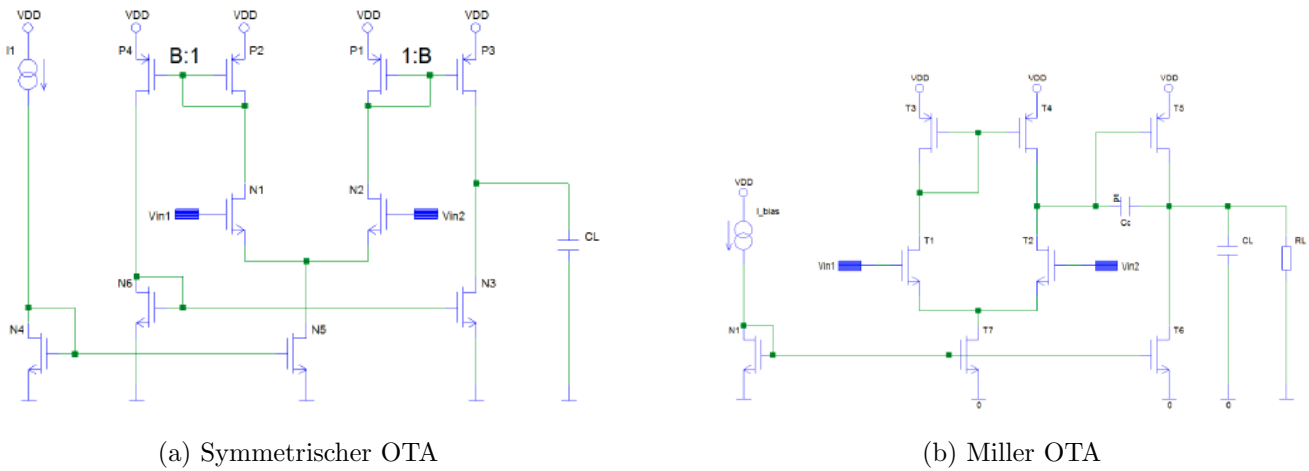 VDD VDD VDD VDD VDD
I1 P4 B:1 P2 P1 1:B P3
N1 N2
Vin1 Vin2
CL
N6 N3
N4 N5
(a) Symmetrischer OTA
VDD VDD VDD
T3 T4 T5
VDD
I_bias
Cc CL RL
T1 T2
Vin1 Vin2
N1 T7 T6
0 0 0
(b) Miller OTA